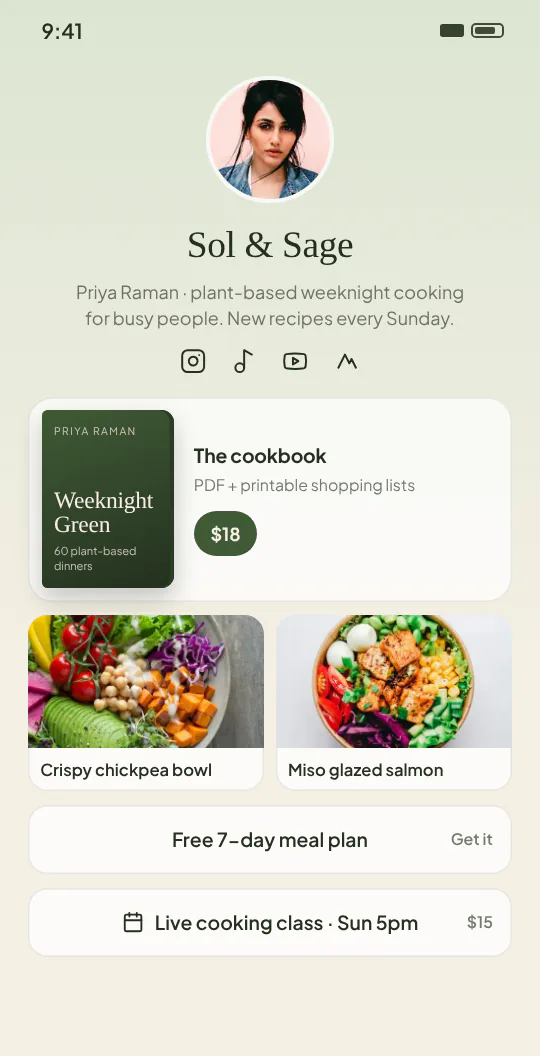 9:41
Sol & Sage
Priya Raman · plant-based weeknight cooking
for busy people. New recipes every Sunday.
PRIYA RAMAN
Weeknight
Green
60 plant-based
dinners
The cookbook
PDF + printable shopping lists
$18
Crispy chickpea bowl
Miso glazed salmon
Free 7-day meal plan
Get it
Live cooking class · Sun 5pm
$15